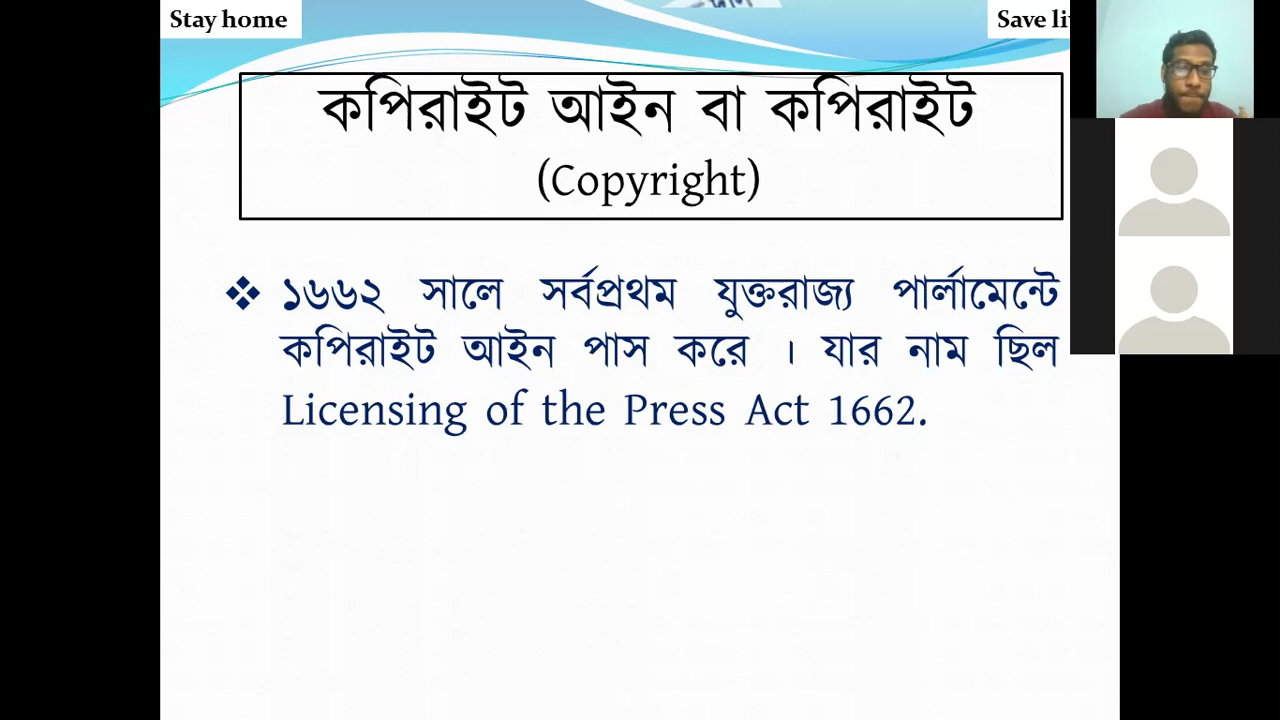 Stay home
Save
কপিরাইট আইন বা কপিরাইট
(Copyright)
❖ ১৬৬২ সালে সর্বপ্রথম যুক্তরাজ্য পার্লামেন্টে
কপিরাইট আইন পাস করে । যার নাম ছিল
Licensing of the Press Act 1662.